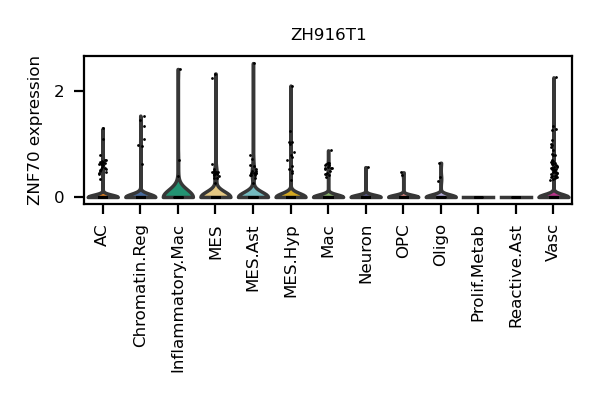 ZH916T1
ZNF70 expression
2
0
AC
Chromatin.Reg
Inflammatory.Mac
MES
MES.Ast
MES.Hyp
Mac
Neuron
OPC
Oligo
Prolif.Metab
Reactive.Ast
Vasc